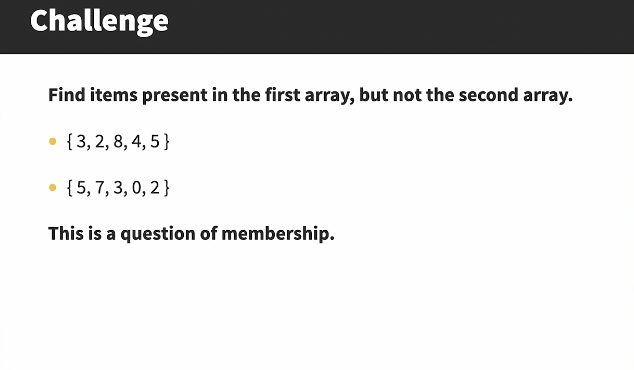 Challenge
Find items present in the first array, but not the second array.
• { 3, 2, 8, 4, 5 }
• { 5, 7, 3, 0, 2 }
This is a question of membership.